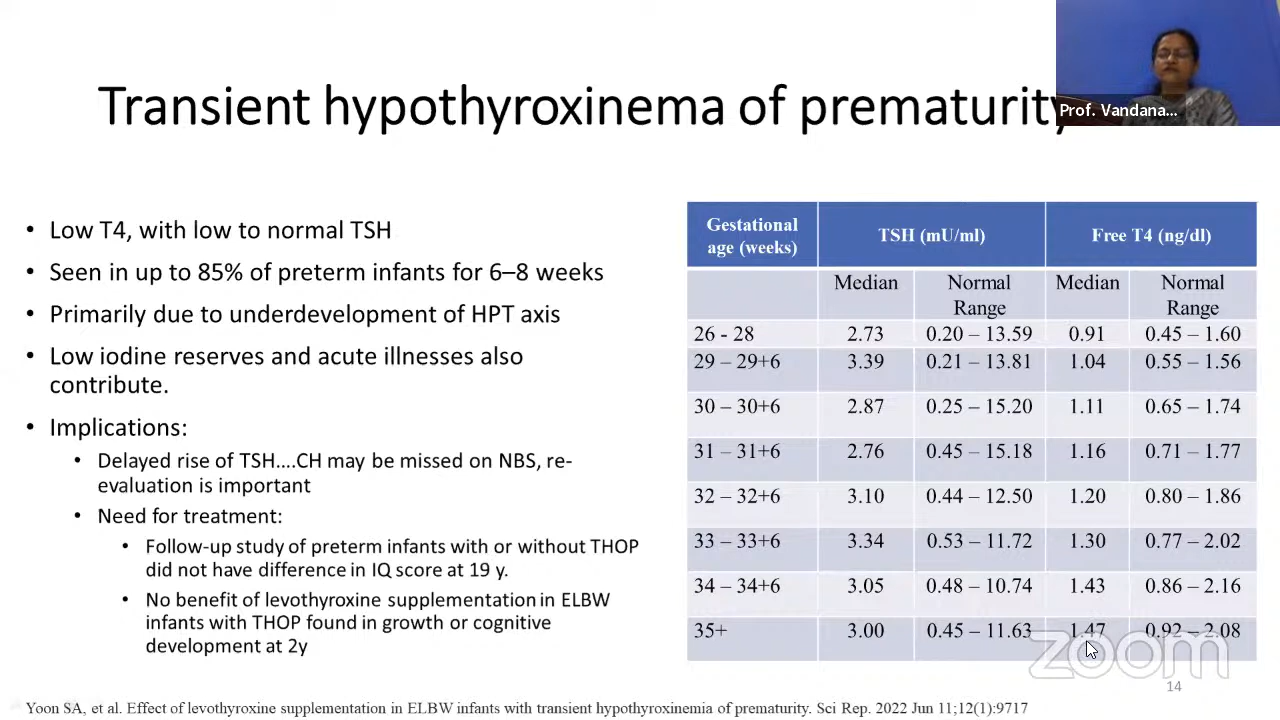 Transient hypothyroxinema of prematurity
Prof. Vandana...
• Low T4, with low to normal TSH
• Seen in up to 85% of preterm infants for 6–8 weeks
• Primarily due to underdevelopment of HPT axis
• Low iodine reserves and acute illnesses also
contribute.
• Implications:
• Delayed rise of TSH....CH may be missed on NBS, re-
evaluation is important
• Need for treatment:
• Follow-up study of preterm infants with or without THOP
did not have difference in IQ score at 19 y.
• No benefit of levothyroxine supplementation in ELBW
infants with THOP found in growth or cognitive
development at 2y
Gestational age (weeks) TSH (mU/ml) Free T4 (ng/dl)
Median Normal Range Median Normal Range
26 - 28 2.73 0.20 – 13.59 0.91 0.45 – 1.60
29 – 29+6 3.39 0.21 – 13.81 1.04 0.55 – 1.56
30 – 30+6 2.87 0.25 – 15.20 1.11 0.65 – 1.74
31 – 31+6 2.76 0.45 – 15.18 1.16 0.71 – 1.77
32 – 32+6 3.10 0.44 – 12.50 1.20 0.80 – 1.86
33 – 33+6 3.34 0.53 – 11.72 1.30 0.77 – 2.02
34 – 34+6 3.05 0.48 – 10.74 1.43 0.86 – 2.16
35+ 3.00 0.45 – 11.63 1.47 0.92 – 2.08
zoom
14
Yoon SA, et al. Effect of levothyroxine supplementation in ELBW infants with transient hypothyroxinemia of prematurity. Sci Rep. 2022 Jun 11;12(1):9717